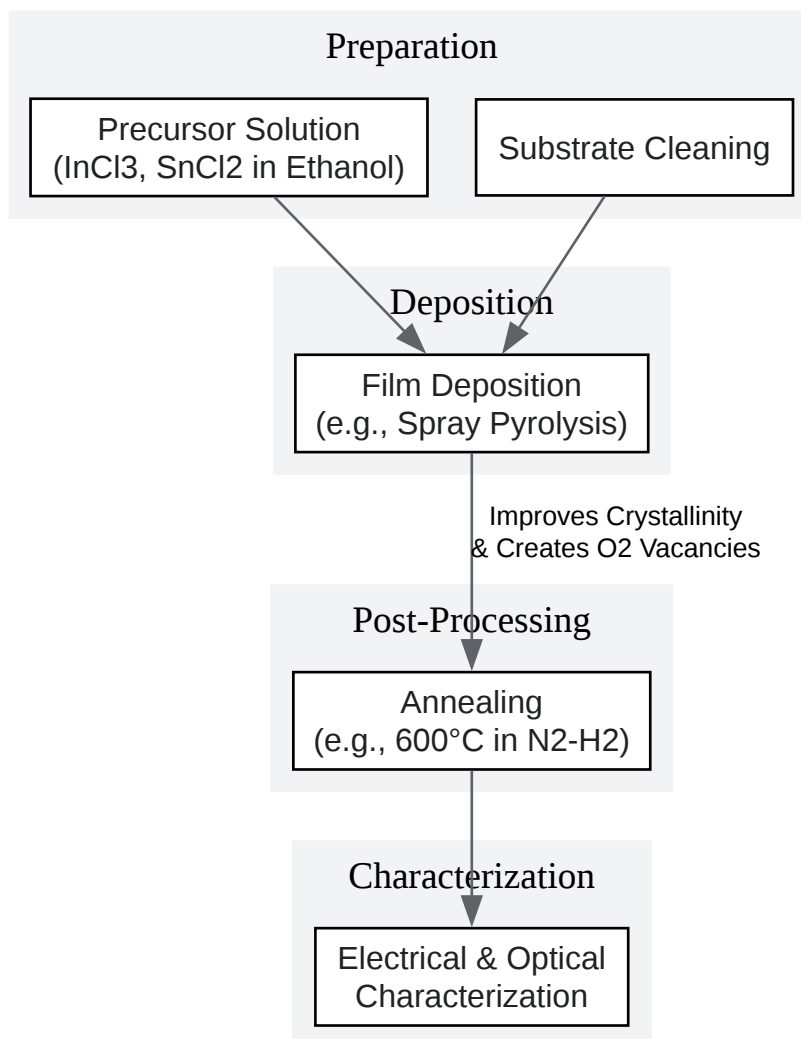 Preparation
Precursor Solution
(InCl3, SnCl2 in Ethanol)
Substrate Cleaning
Deposition
Film Deposition
(e.g., Spray Pyrolysis)
Improves Crystallinity
& Creates O2 Vacancies
Post-Processing
Annealing
(e.g., 600°C in N2-H2)
Characterization
Electrical & Optical
Characterization